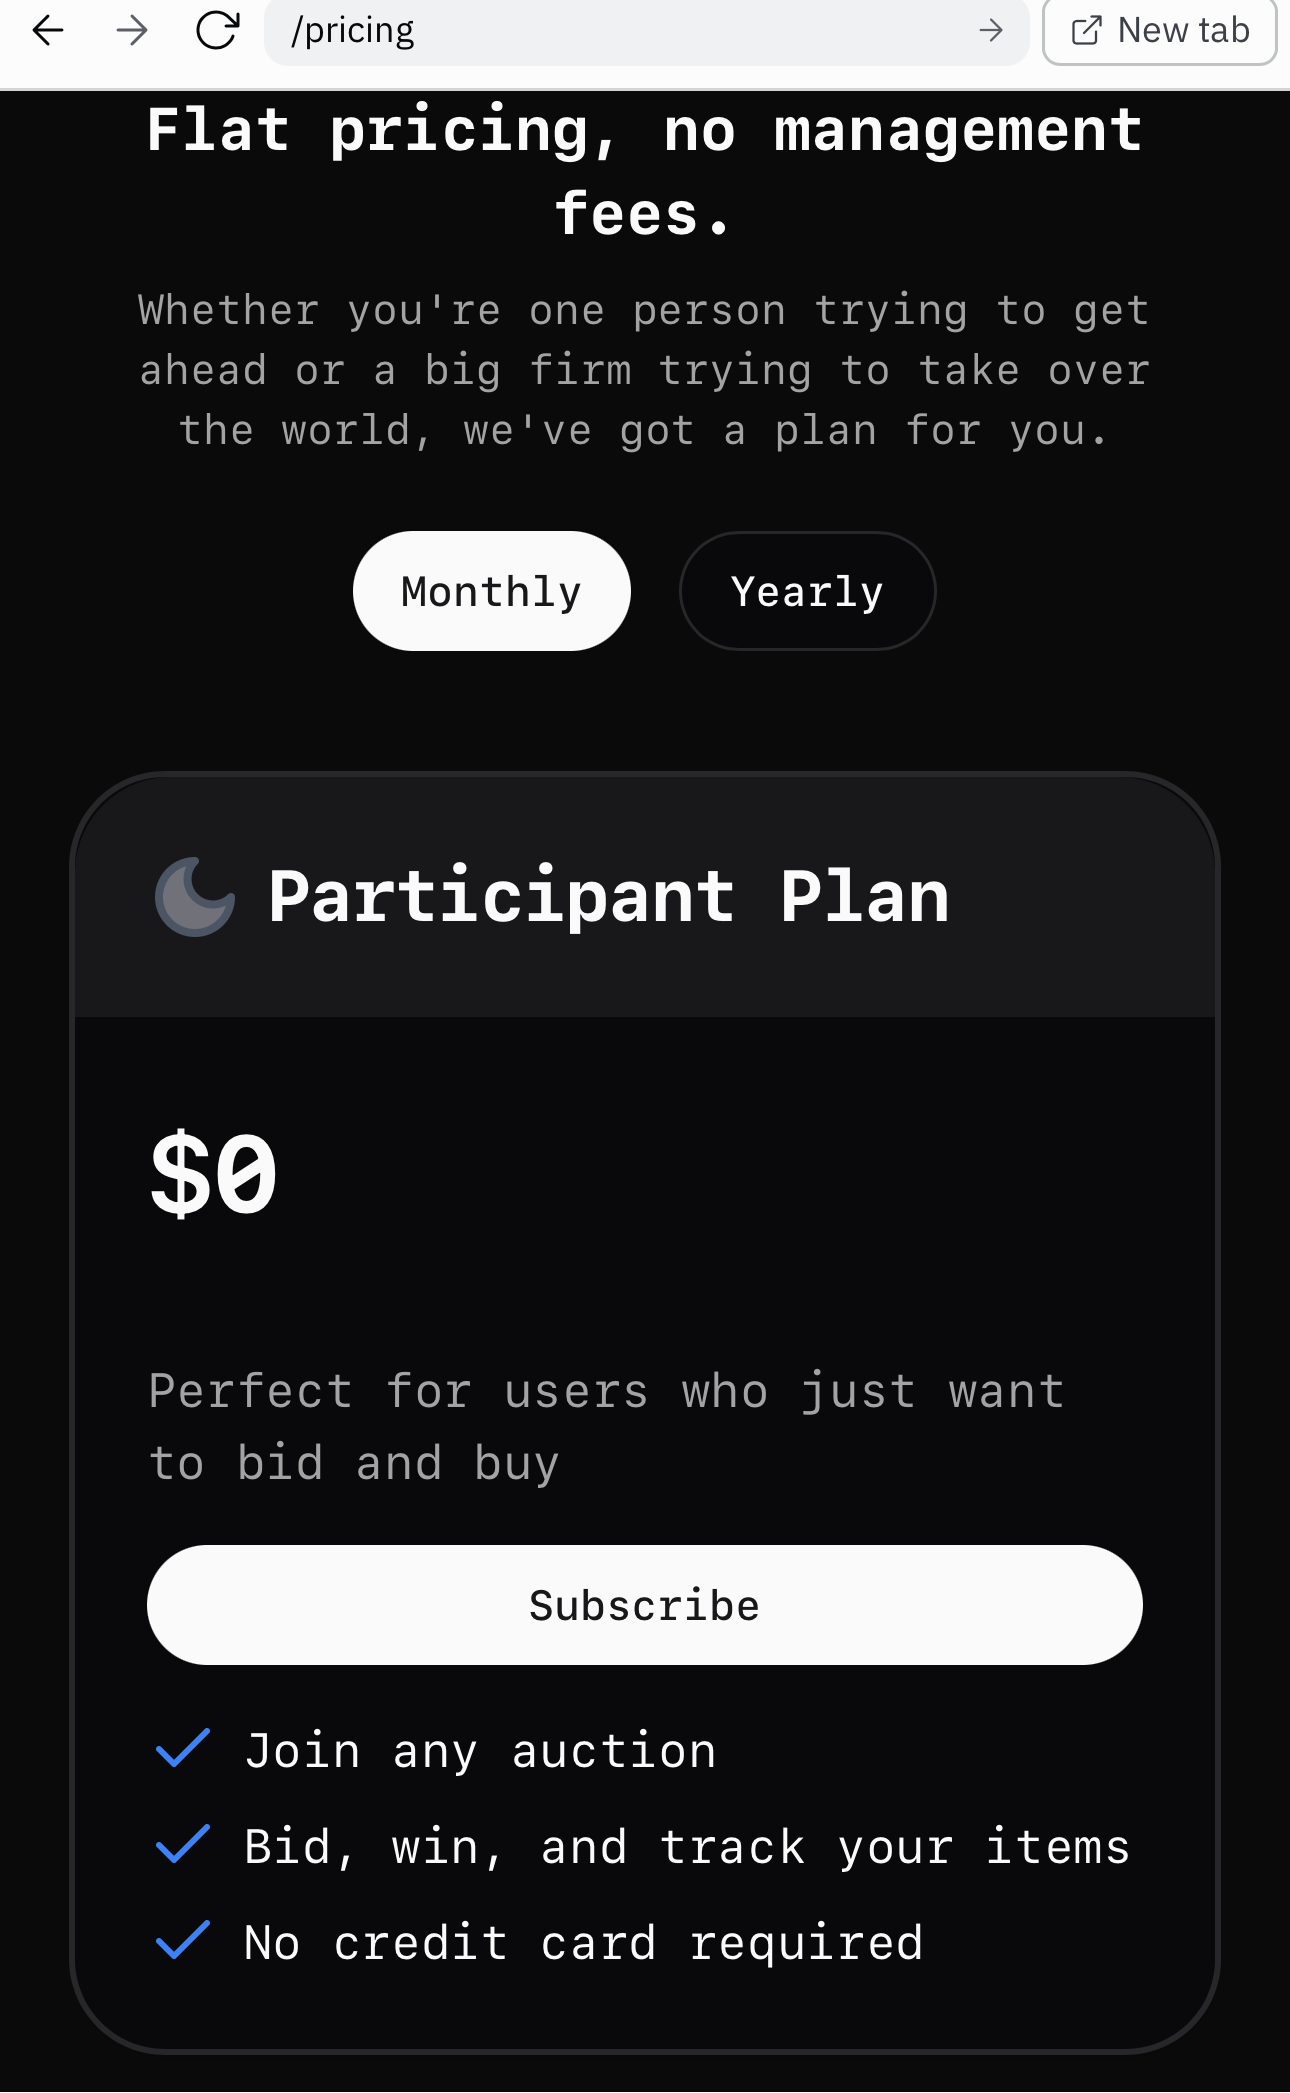 /pricing
New tab
Flat pricing, no management
fees.
Whether you're one person trying to get
ahead or a big firm trying to take over
the world, we've got a plan for you.
Monthly
Yearly
Participant Plan
$0
Perfect for users who just want
to bid and buy
Subscribe
Join any auction
Bid, win, and track your items
No credit card required